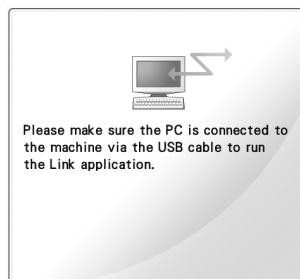 Please make sure the PC is connected to
the machine via the USB cable to run
the Link application.